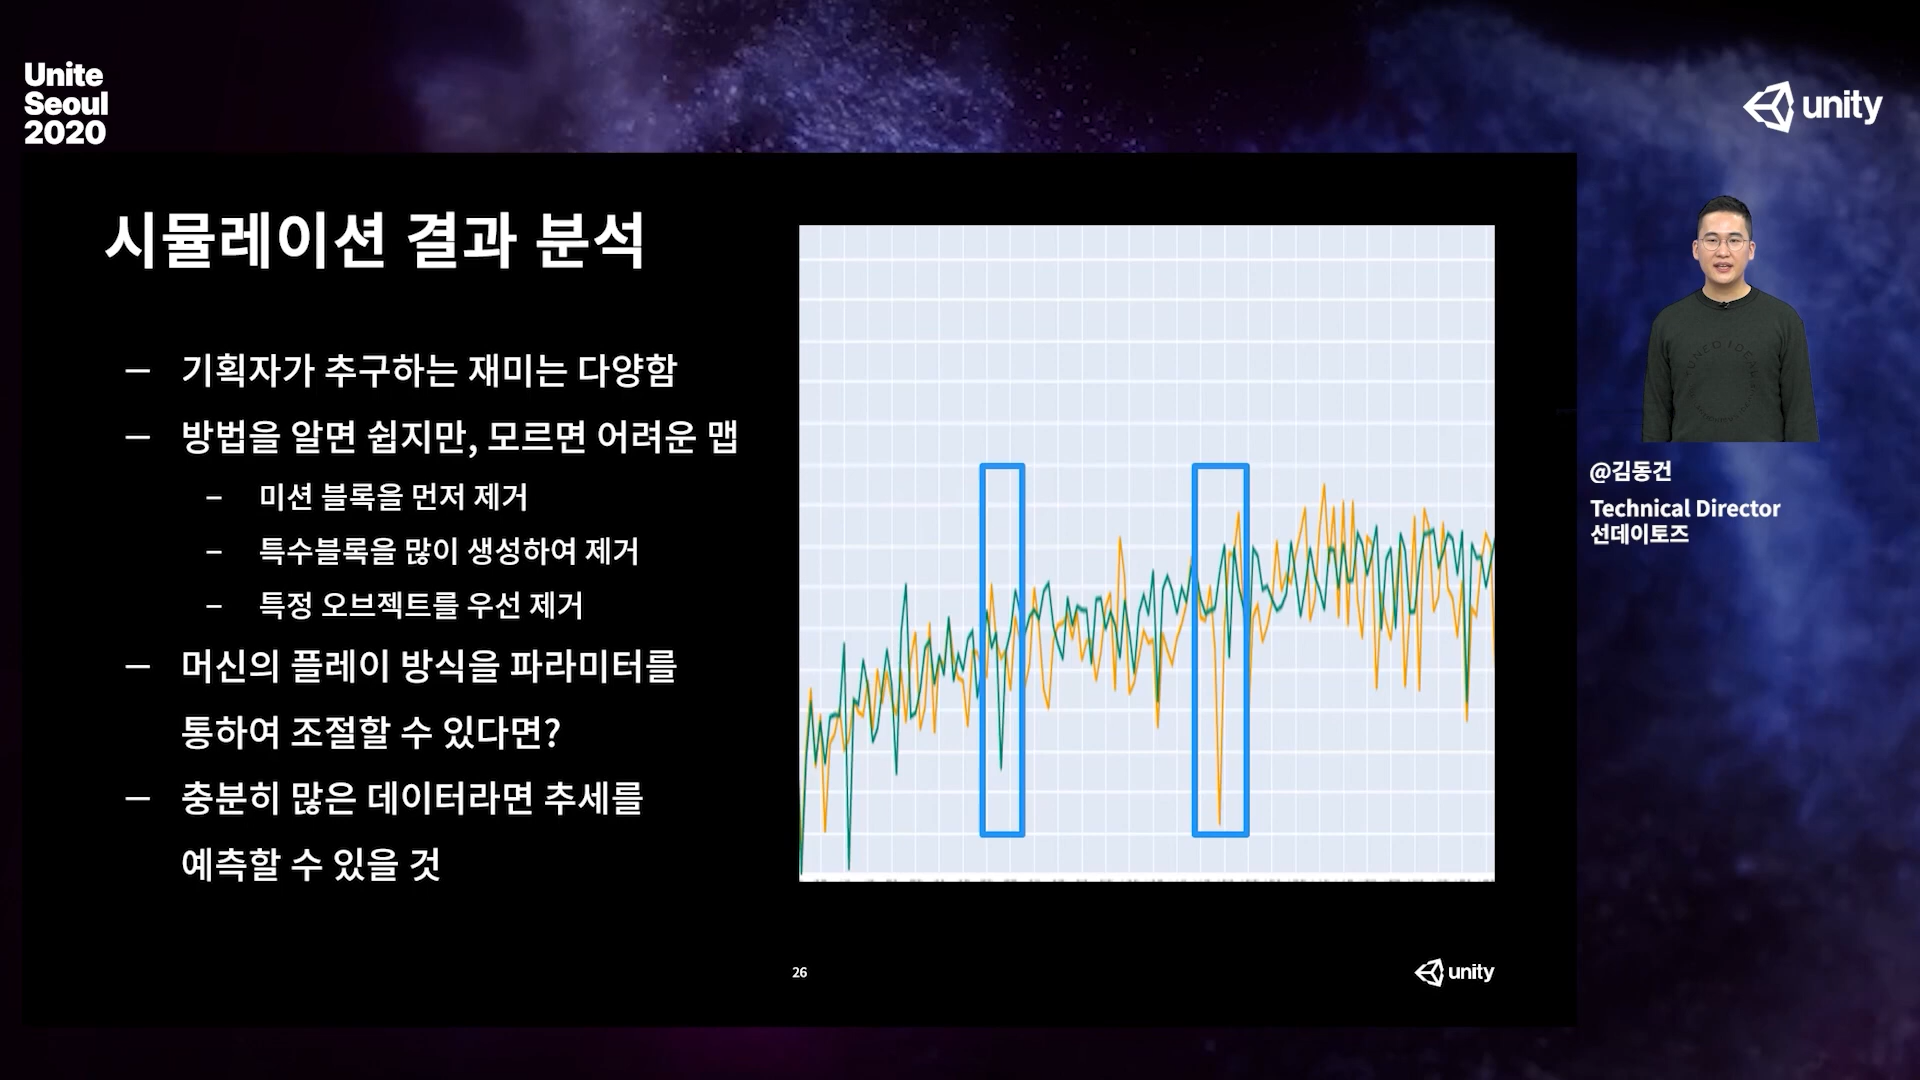 Unite
Seoul
2020
unity
시뮬레이션 결과 분석
– 기획자가 추구하는 재미는 다양함
– 방법을 알면 쉽지만, 모르면 어려운 맵
– 미션 블록을 먼저 제거
– 특수블록을 많이 생성하여 제거
– 특정 오브젝트를 우선 제거
– 머신의 플레이 방식을 파라미터를
통하여 조절할 수 있다면?
– 충분히 많은 데이터라면 추세를
예측할 수 있을 것
@김동건
Technical Director
선데이토즈
26
unity